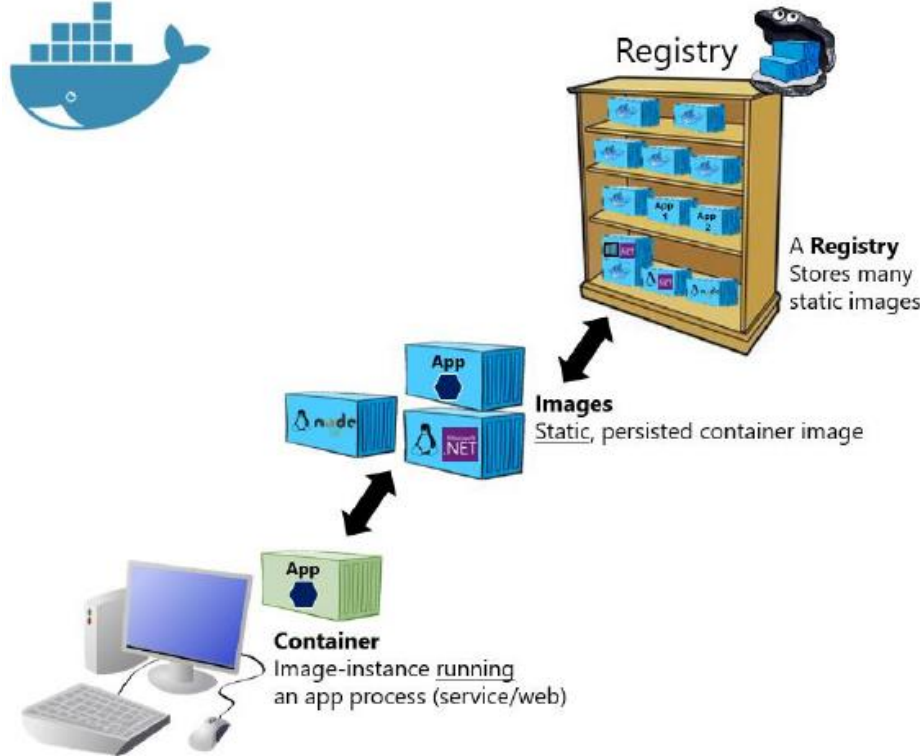 Registry
App
1
App
2
.NET
.NET
node
A Registry
Stores many
static images
App
node
Microsoft
.NET
Images
Static, persisted container image
App
Container
Image-instance running
an app process (service/web)